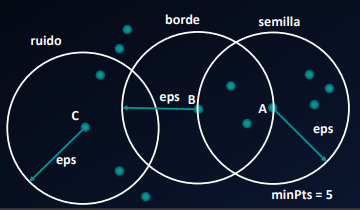 borde
semilla
ruido
eps
B
A
C
eps
eps
minPts = 5